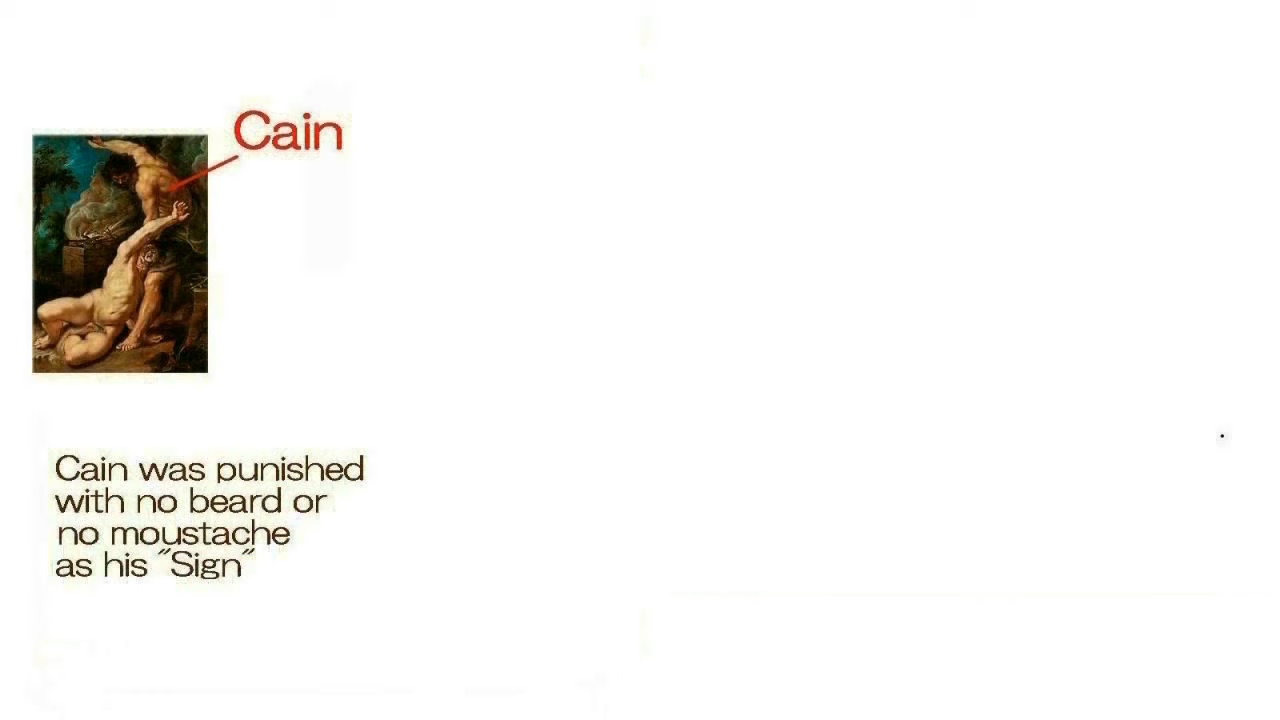 Cain
Cain was punished
with no beard or
no moustache
as his "Sign"